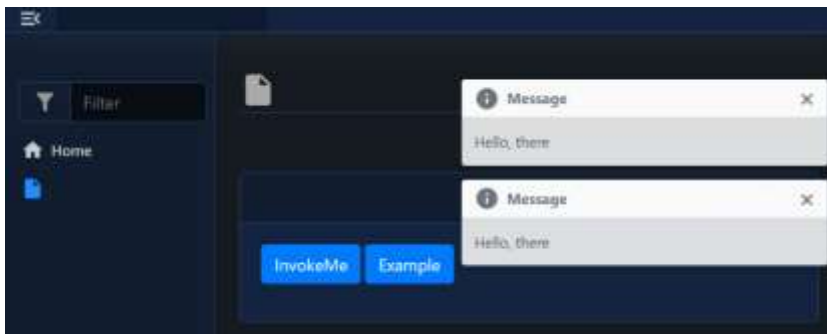 Filter
Home
Message
Hello, there
Message
Hello, there
InvokeMe
Example